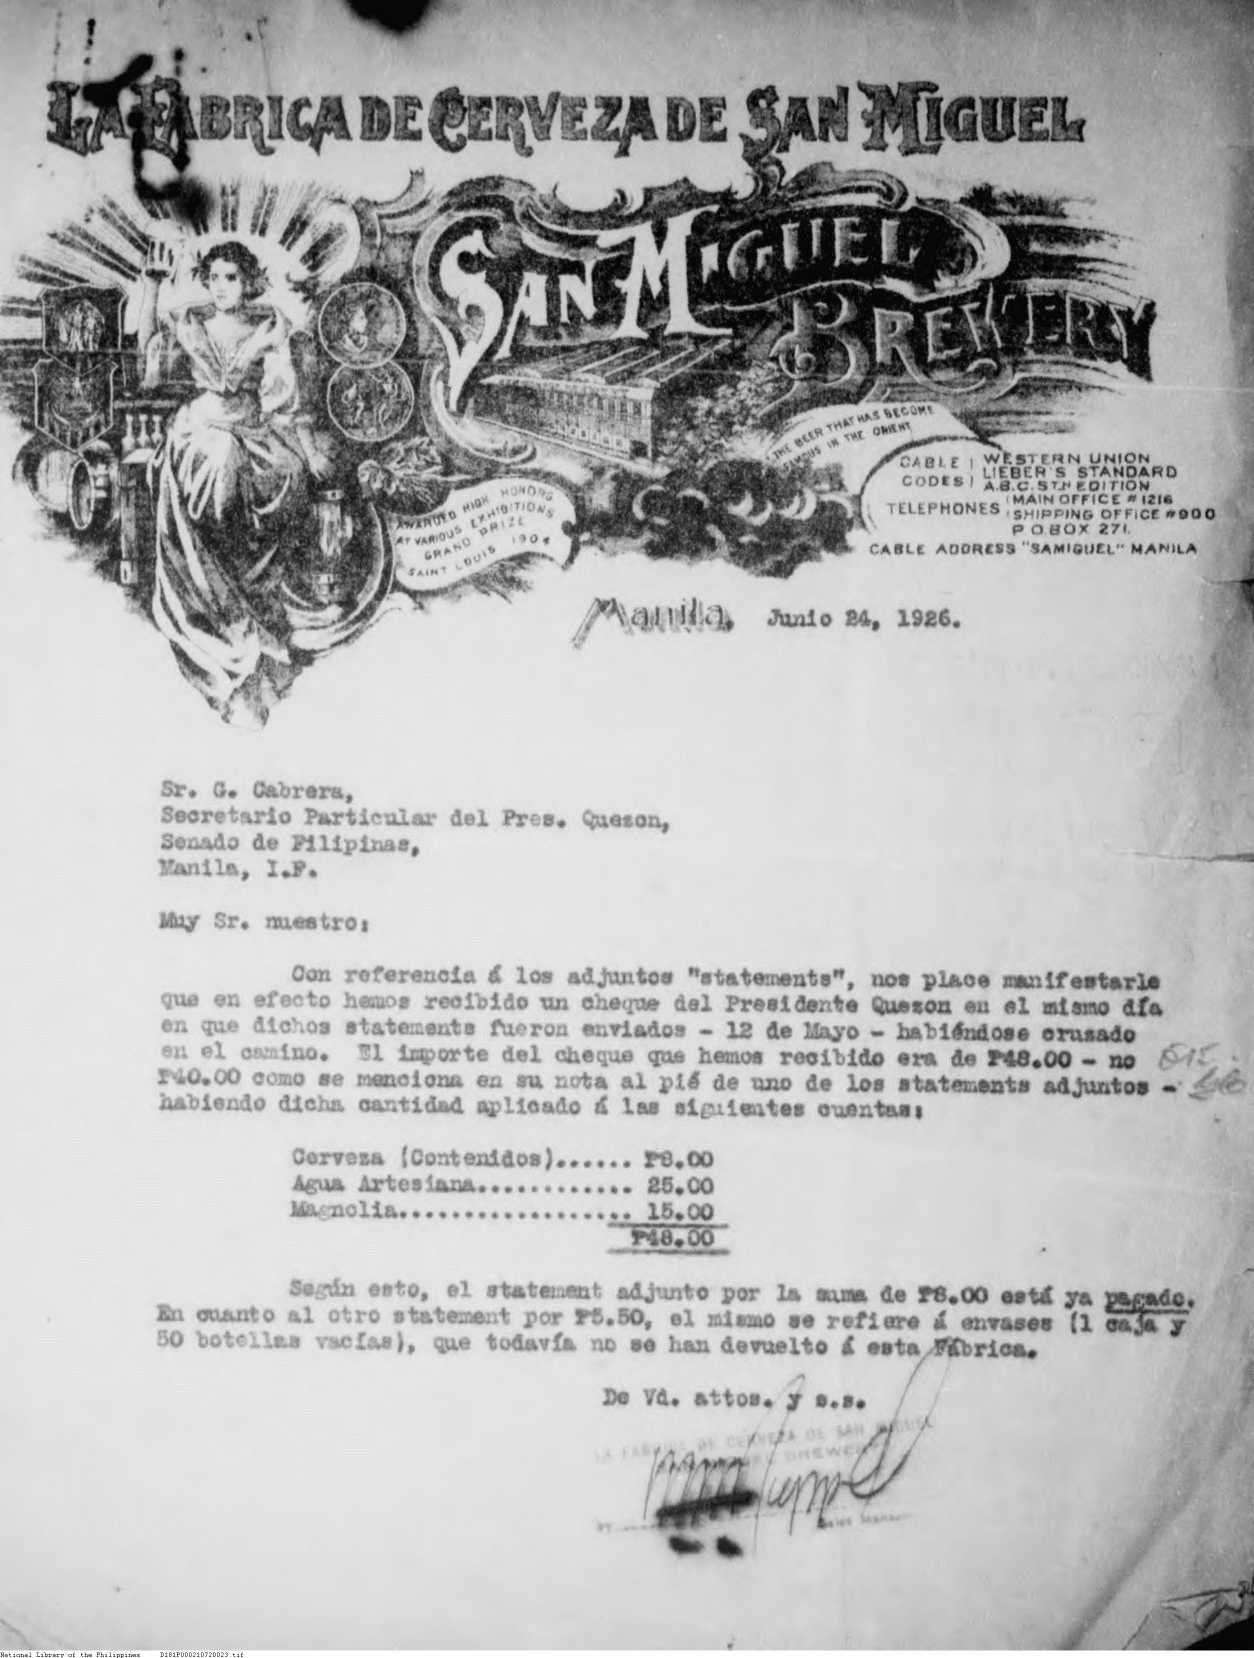 LA FABRICA DE CERVEZA DE SAN MIGUEL
SAN MIGUEL
BREWERY
THE BEER THAT HAS BECOME
FAMOUS IN THE ORIENT
AWARDED HIGH HONORS
AT VARIOUS EXHIBITIONS
GRAND PRIZE
SAINT LOUIS 1904
CABLE CODES WESTERN UNION
LIEBER'S STANDARD
A.B.C. 5TH EDITION
TELEPHONES MAIN OFFICE # 1216
SHIPPING OFFICE # 900
P.O. BOX 271.
CABLE ADDRESS "SAMIGUEL" MANILA
Manila, Junio 24, 1926.
Sr. G. Cabrera,
Secretario Particular del Pres. Quezon,
Senado de Filipinas,
Manila, I.F.
Muy Sr. nuestro:
Con referencia á los adjuntos "statements", nos place manifestarle
que en efecto hemos recibido un cheque del Presidente Quezon en el mismo día
en que dichos statements fueron enviados - 12 de Mayo - habiéndose cruzado
en el camino. El importe del cheque que hemos recibido era de ₱48.00 - no
₱40.00 como se menciona en su nota al pié de uno de los statements adjuntos -
habiendo dicha cantidad aplicado á las siguientes cuentas:
Cerveza (Contenidos)...... ₱8.00
Agua Artesiana............ 25.00
Magnolia.................. 15.00
₱48.00
Según esto, el statement adjunto por la suma de ₱8.00 está ya pagado.
En cuanto al otro statement por ₱5.50, el mismo se refiere á envases (1 caja y
50 botellas vacías), que todavía no se han devuelto á esta Fábrica.
De Vd. attos. y s.s.
LA FABRICA DE CERVEZA DE SAN MIGUEL
BREWERY
National Library of the Philippines D181P000210720023.tif